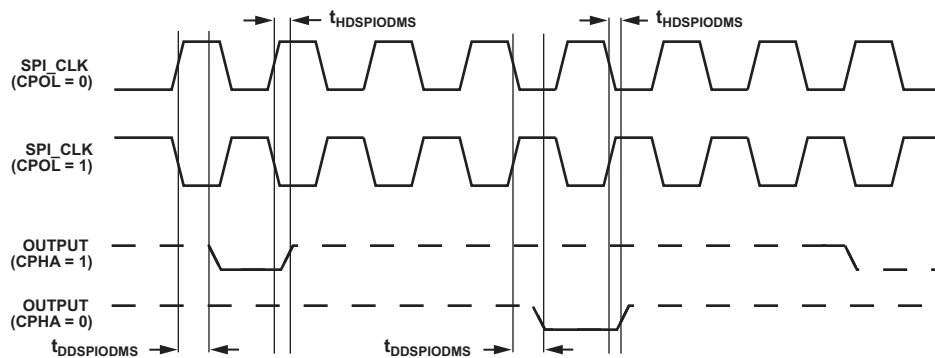 tHDSPIODMS
tHDSPIODMS
SPI_CLK
(CPOL = 0)
SPI_CLK
(CPOL = 1)
OUTPUT
(CPHA = 1)
OUTPUT
(CPHA = 0)
tDDSPIODMS
tDDSPIODMS